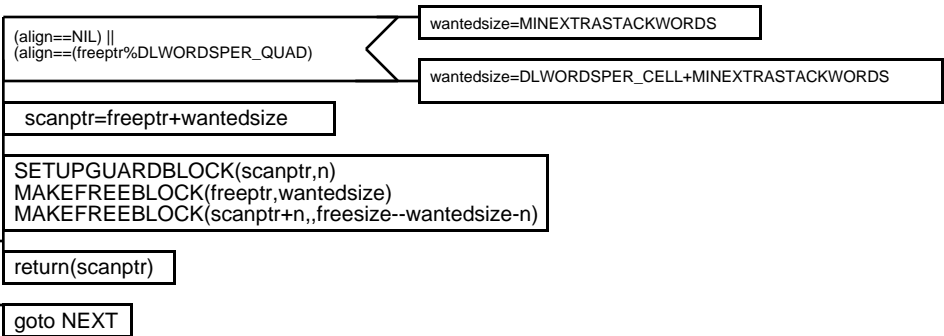 (align==NIL) ||
(align==(freeptr%DLWORDSPER_QUAD)
wantedsize=MINEXTRASTACKWORDS
wantedsize=DLWORDSPER_CELL+MINEXTRASTACKWORDS
scanptr=freeptr+wantedsize
SETUPGUARDBLOCK(scanptr,n)
MAKEFREEBLOCK(freeptr,wantedsize)
MAKEFREEBLOCK(scanptr+n,,freesize--wantedsize-n)
return(scanptr)
goto NEXT